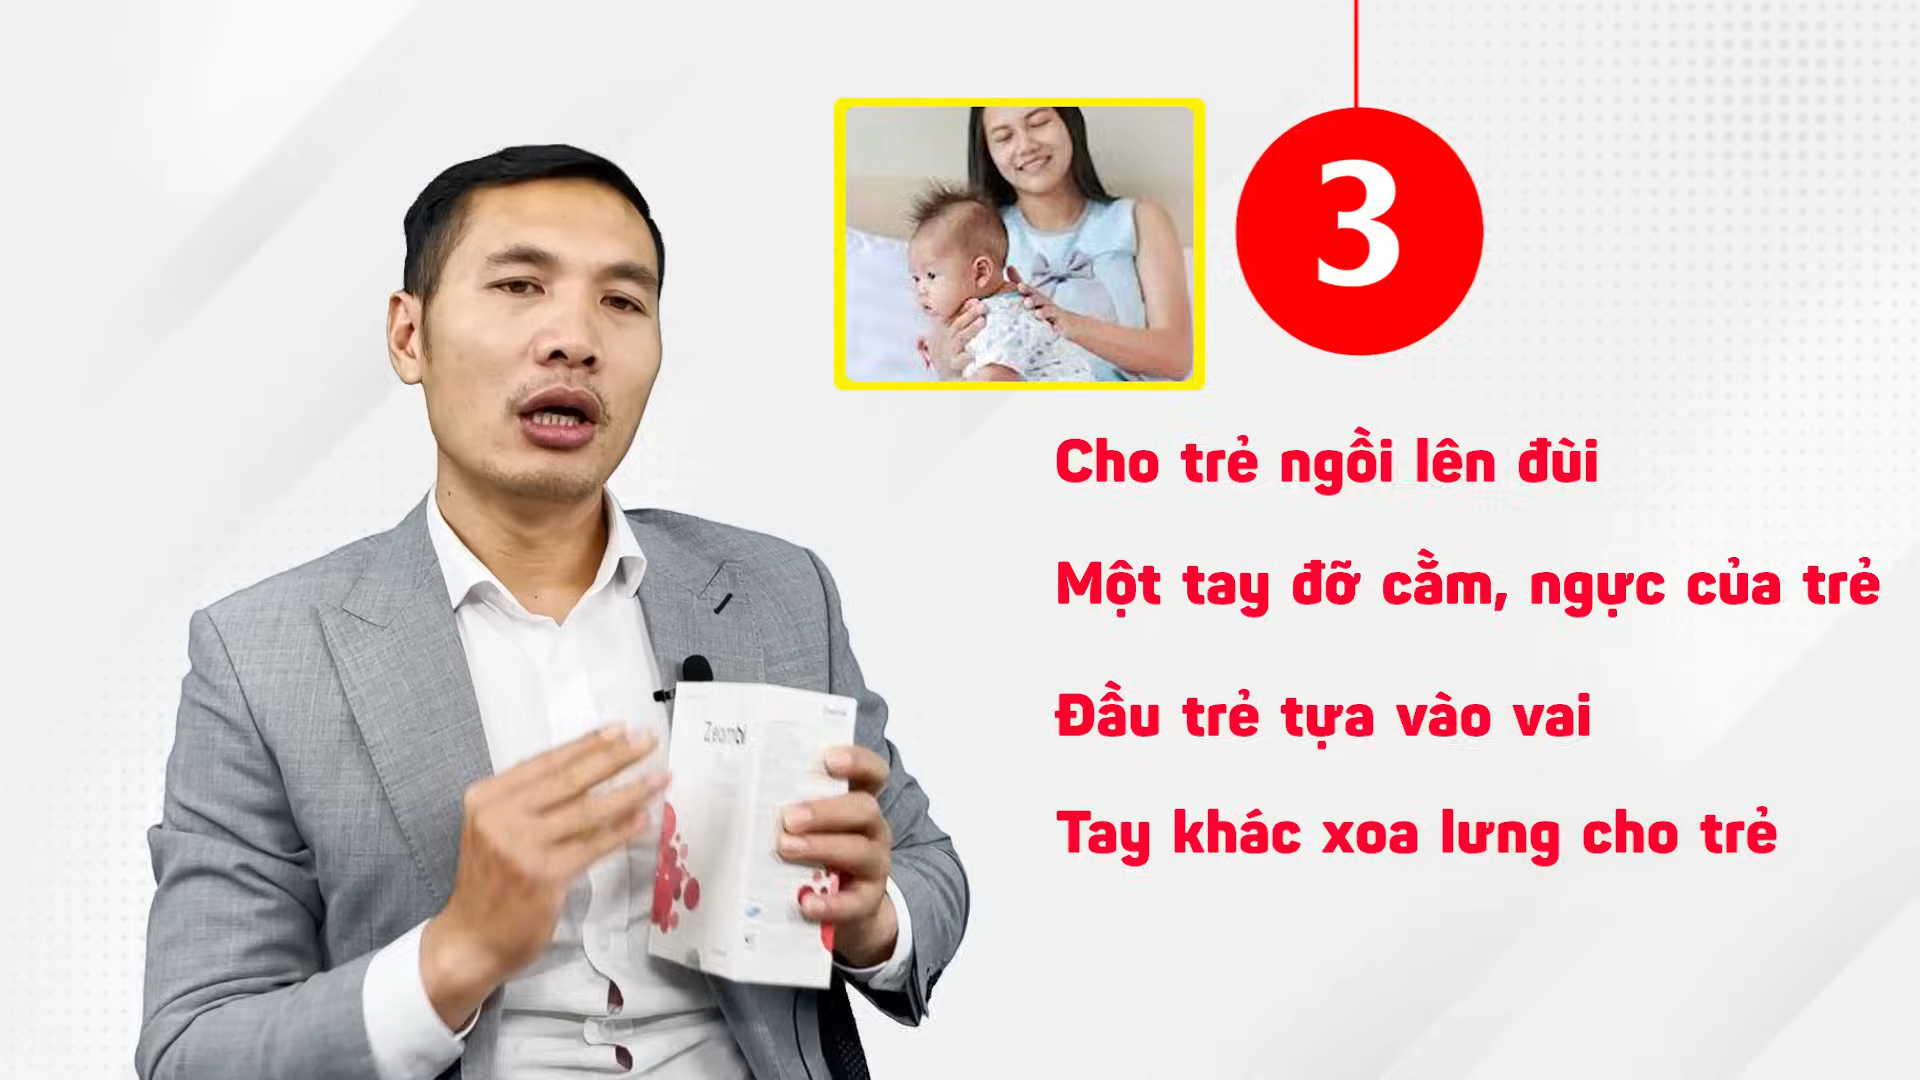 3
Cho trẻ ngồi lên đùi
Một tay đỡ cằm, ngực của trẻ
Đầu trẻ tựa vào vai
Tay khác xoa lưng cho trẻ